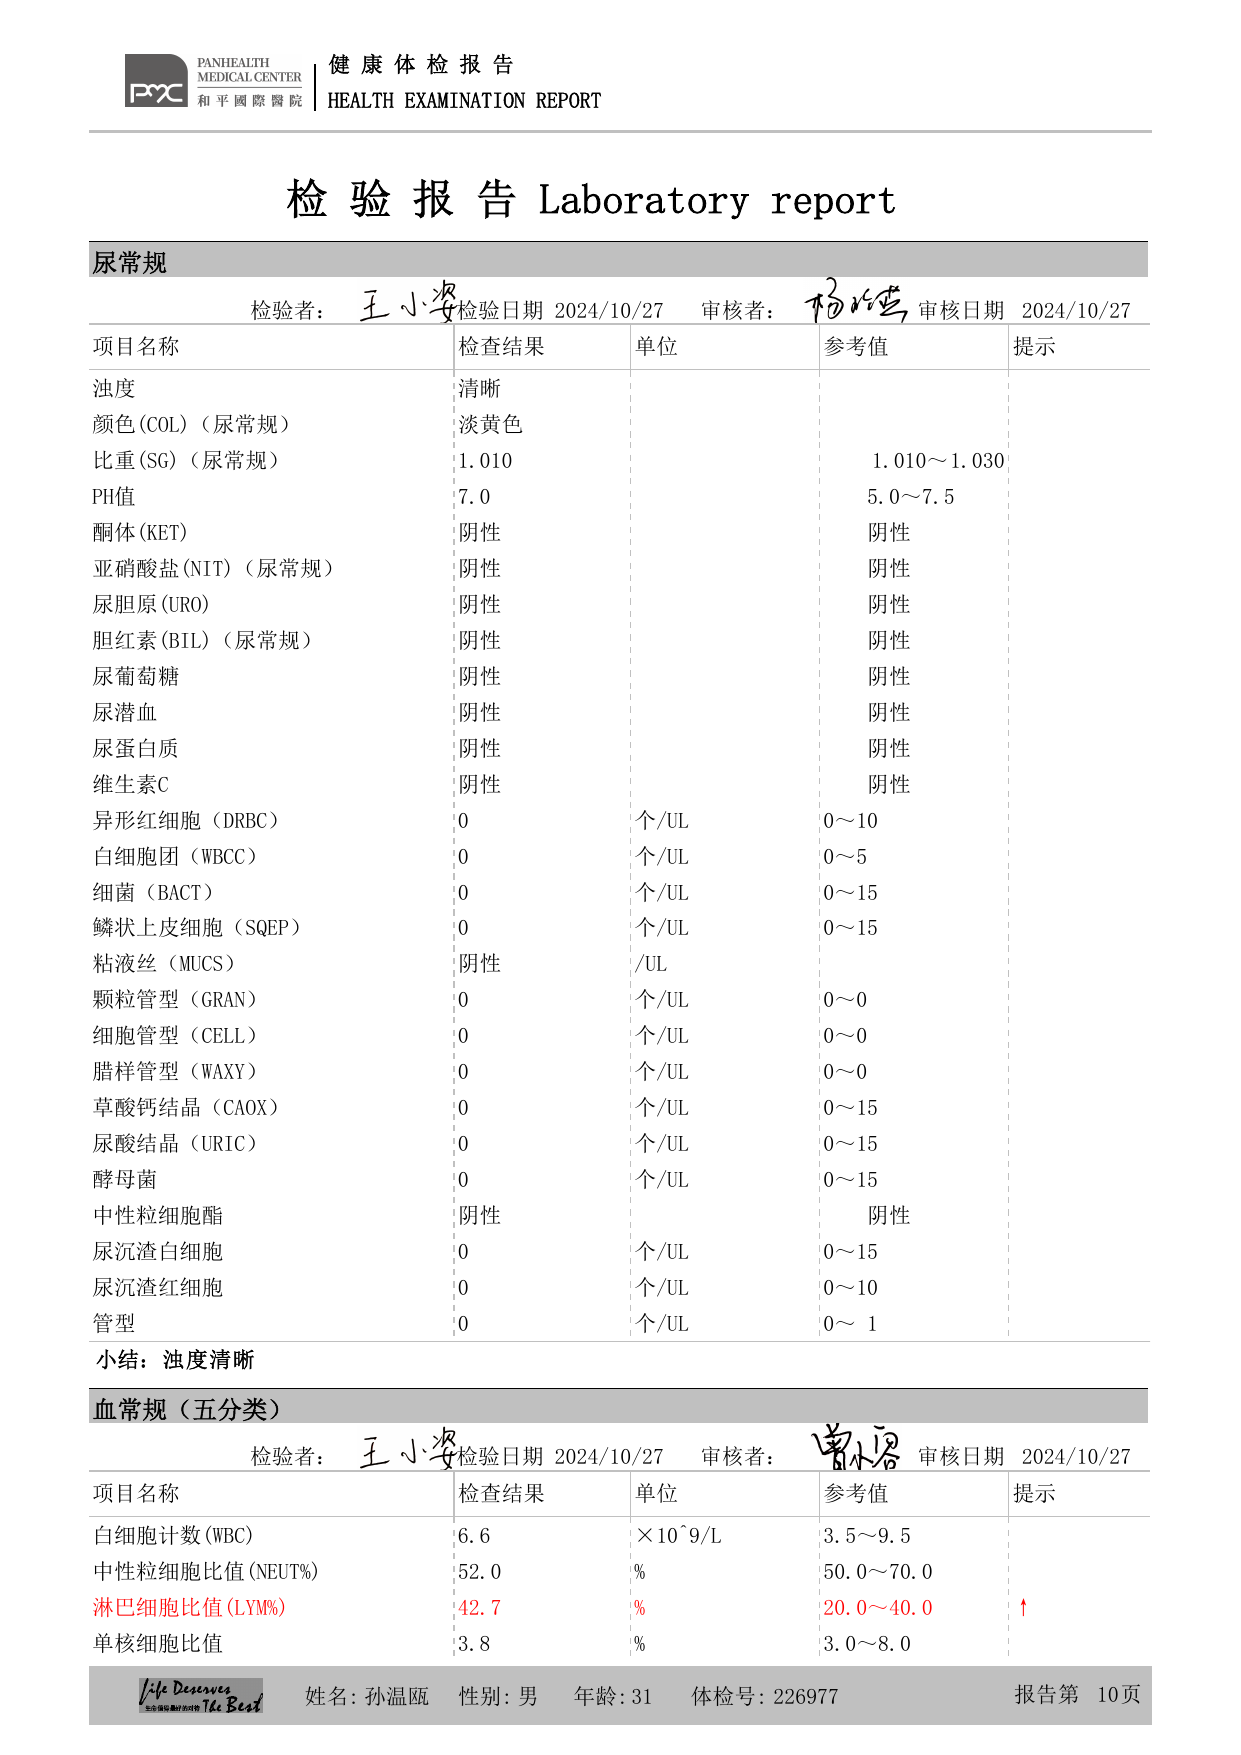 PANHEALTH
MEDICAL CENTER
PMC 和平國際醫院
健康体检报告
HEALTH EXAMINATION REPORT
检验报告 Laboratory report
尿常规
检验者： 王小姿 检验日期 2024/10/27 审核者： 审核日期 2024/10/27
项目名称 检查结果 单位 参考值 提示
浊度 清晰
颜色(COL)（尿常规） 淡黄色
比重(SG)（尿常规） 1.010 1.010～1.030
PH值 7.0 5.0～7.5
酮体(KET) 阴性 阴性
亚硝酸盐(NIT)（尿常规） 阴性 阴性
尿胆原(URO) 阴性 阴性
胆红素(BIL)（尿常规） 阴性 阴性
尿葡萄糖 阴性 阴性
尿潜血 阴性 阴性
尿蛋白质 阴性 阴性
维生素C 阴性 阴性
异形红细胞（DRBC） 0 个/UL 0～10
白细胞团（WBCC） 0 个/UL 0～5
细菌（BACT） 0 个/UL 0～15
鳞状上皮细胞（SQEP） 0 个/UL 0～15
粘液丝（MUCS） 阴性 /UL
颗粒管型（GRAN） 0 个/UL 0～0
细胞管型（CELL） 0 个/UL 0～0
腊样管型（WAXY） 0 个/UL 0～0
草酸钙结晶（CAOX） 0 个/UL 0～15
尿酸结晶（URIC） 0 个/UL 0～15
酵母菌 0 个/UL 0～15
中性粒细胞酯 阴性 阴性
尿沉渣白细胞 0 个/UL 0～15
尿沉渣红细胞 0 个/UL 0～10
管型 0 个/UL 0～ 1
小结：浊度清晰
血常规（五分类）
检验者： 王小姿 检验日期 2024/10/27 审核者： 审核日期 2024/10/27
项目名称 检查结果 单位 参考值 提示
白细胞计数(WBC) 6.6 ×10^9/L 3.5～9.5
中性粒细胞比值(NEUT%) 52.0 % 50.0～70.0
淋巴细胞比值(LYM%) 42.7 % 20.0～40.0 ↑
单核细胞比值 3.8 % 3.0～8.0
Life Deserves
生命值得最好的对待 The Best
姓名：孙温瓯 性别：男 年龄：31 体检号：226977 报告第 10页